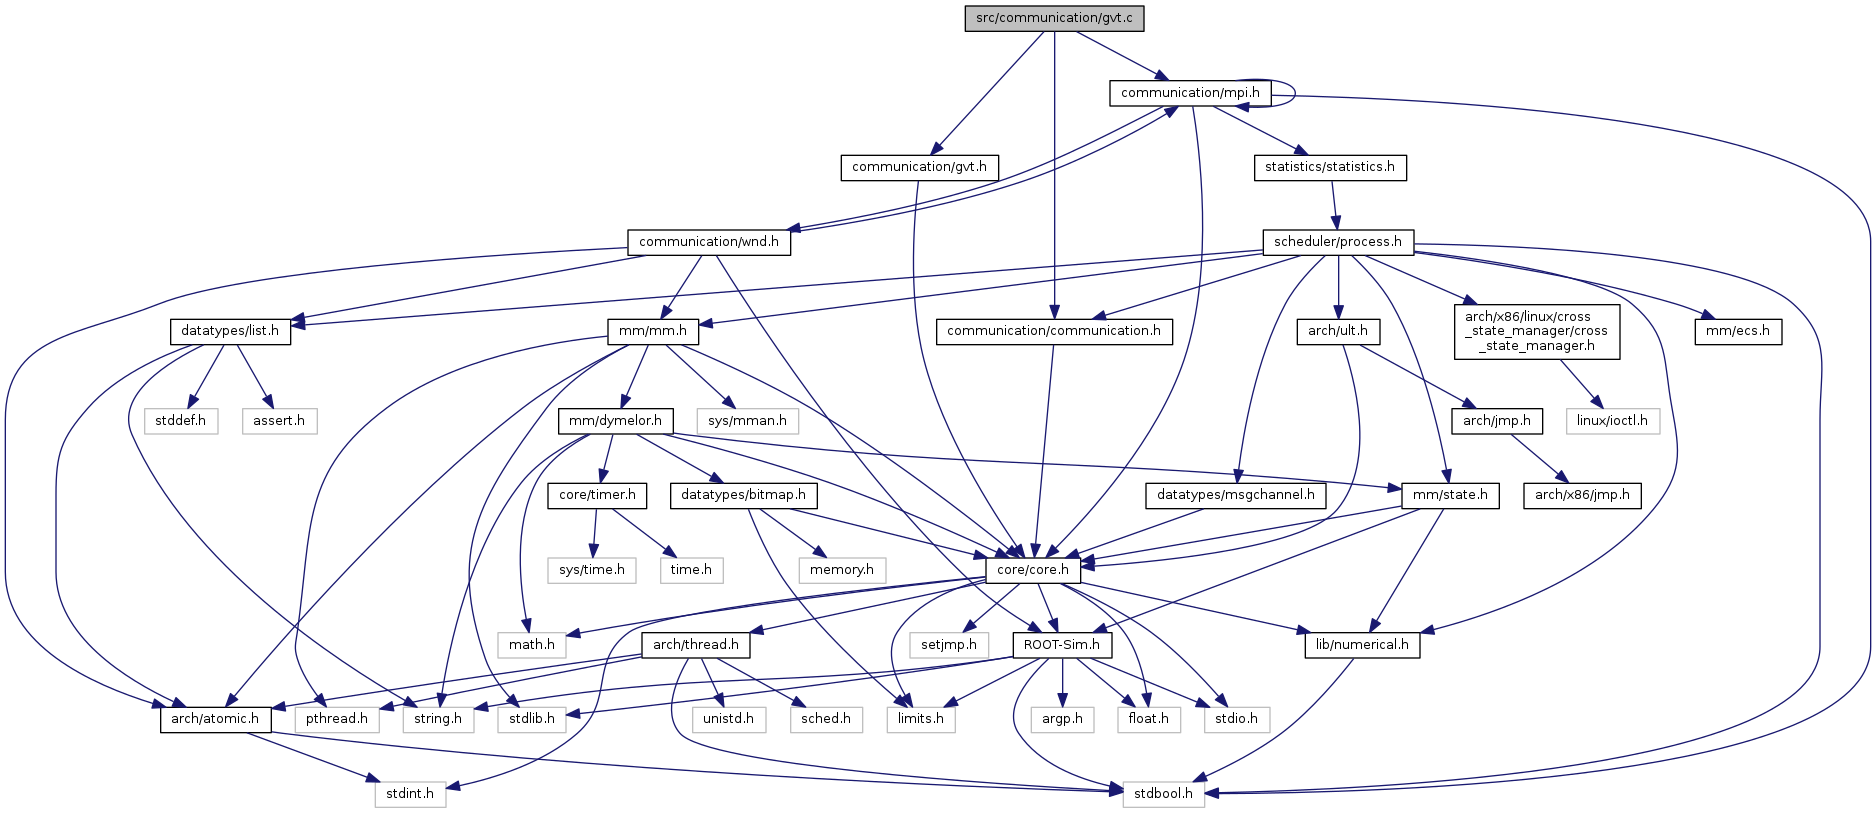 src/communication/gvt.c
communication/mpi.h
communication/gvt.h
statistics/statistics.h
communication/wnd.h
scheduler/process.h
datatypes/list.h
mm/mm.h
communication/communication.h
arch/ult.h
arch/x86/linux/cross
_state_manager/cross
_state_manager.h
mm/ecs.h
stddef.h
assert.h
mm/dymelor.h
sys/mman.h
arch/jmp.h
linux/ioctl.h
core/timer.h
datatypes/bitmap.h
datatypes/msgchannel.h
mm/state.h
arch/x86/jmp.h
sys/time.h
time.h
memory.h
core/core.h
math.h
arch/thread.h
setjmp.h
ROOT-Sim.h
lib/numerical.h
arch/atomic.h
pthread.h
string.h
stdlib.h
unistd.h
sched.h
limits.h
argp.h
float.h
stdio.h
stdint.h
stdbool.h